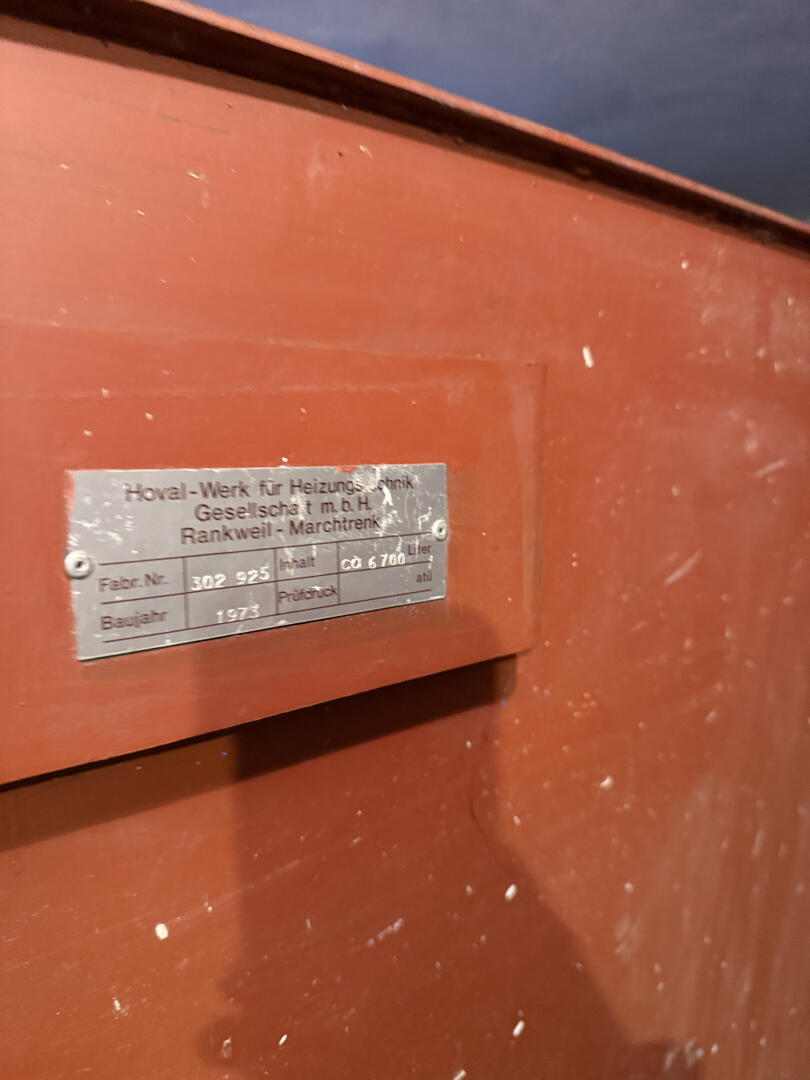 Hoval-Werk für Heizungstechnik
Gesellschaft m. b. H.
Rankweil - Marchtrenk
Fabr. Nr. 302 925 Inhalt ca 6700 Liter
Baujahr 1973 Prüfdruck atü